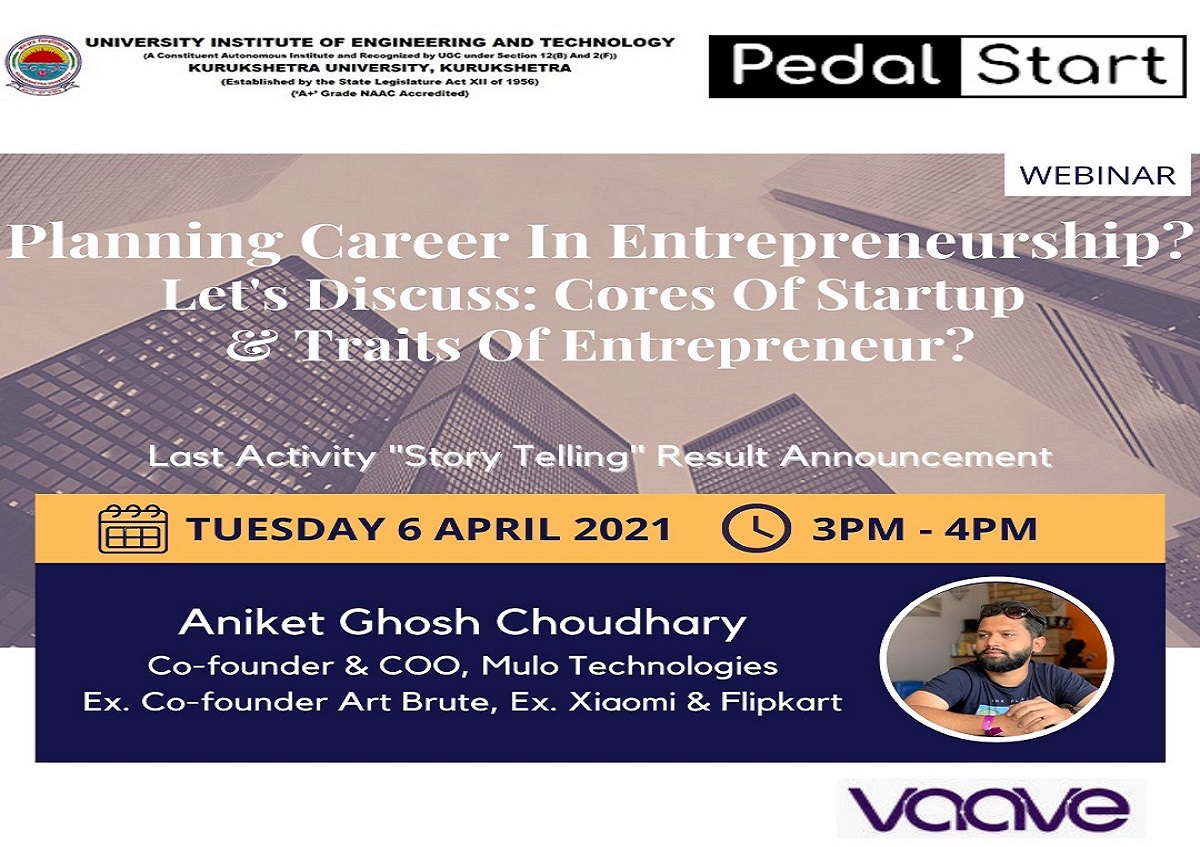 UNIVERSITY INSTITUTE OF ENGINEERING AND TECHNOLOGY
(A Constituent Autonomous Institute and Recognized by UGC under Section 12(B) And 2(F))
KURUKSHETRA UNIVERSITY, KURUKSHETRA
(Established by the State Legislature Act XII of 1956)
('A+' Grade NAAC Accredited)
Pedal Start
WEBINAR
Planning Career In Entrepreneurship?
Let's Discuss: Cores Of Startup
& Traits Of Entrepreneur?
Last Activity "Story Telling" Result Announcement
TUESDAY 6 APRIL 2021 3PM - 4PM
Aniket Ghosh Choudhary
Co-founder & COO, Mulo Technologies
Ex. Co-founder Art Brute, Ex. Xiaomi & Flipkart
vaave